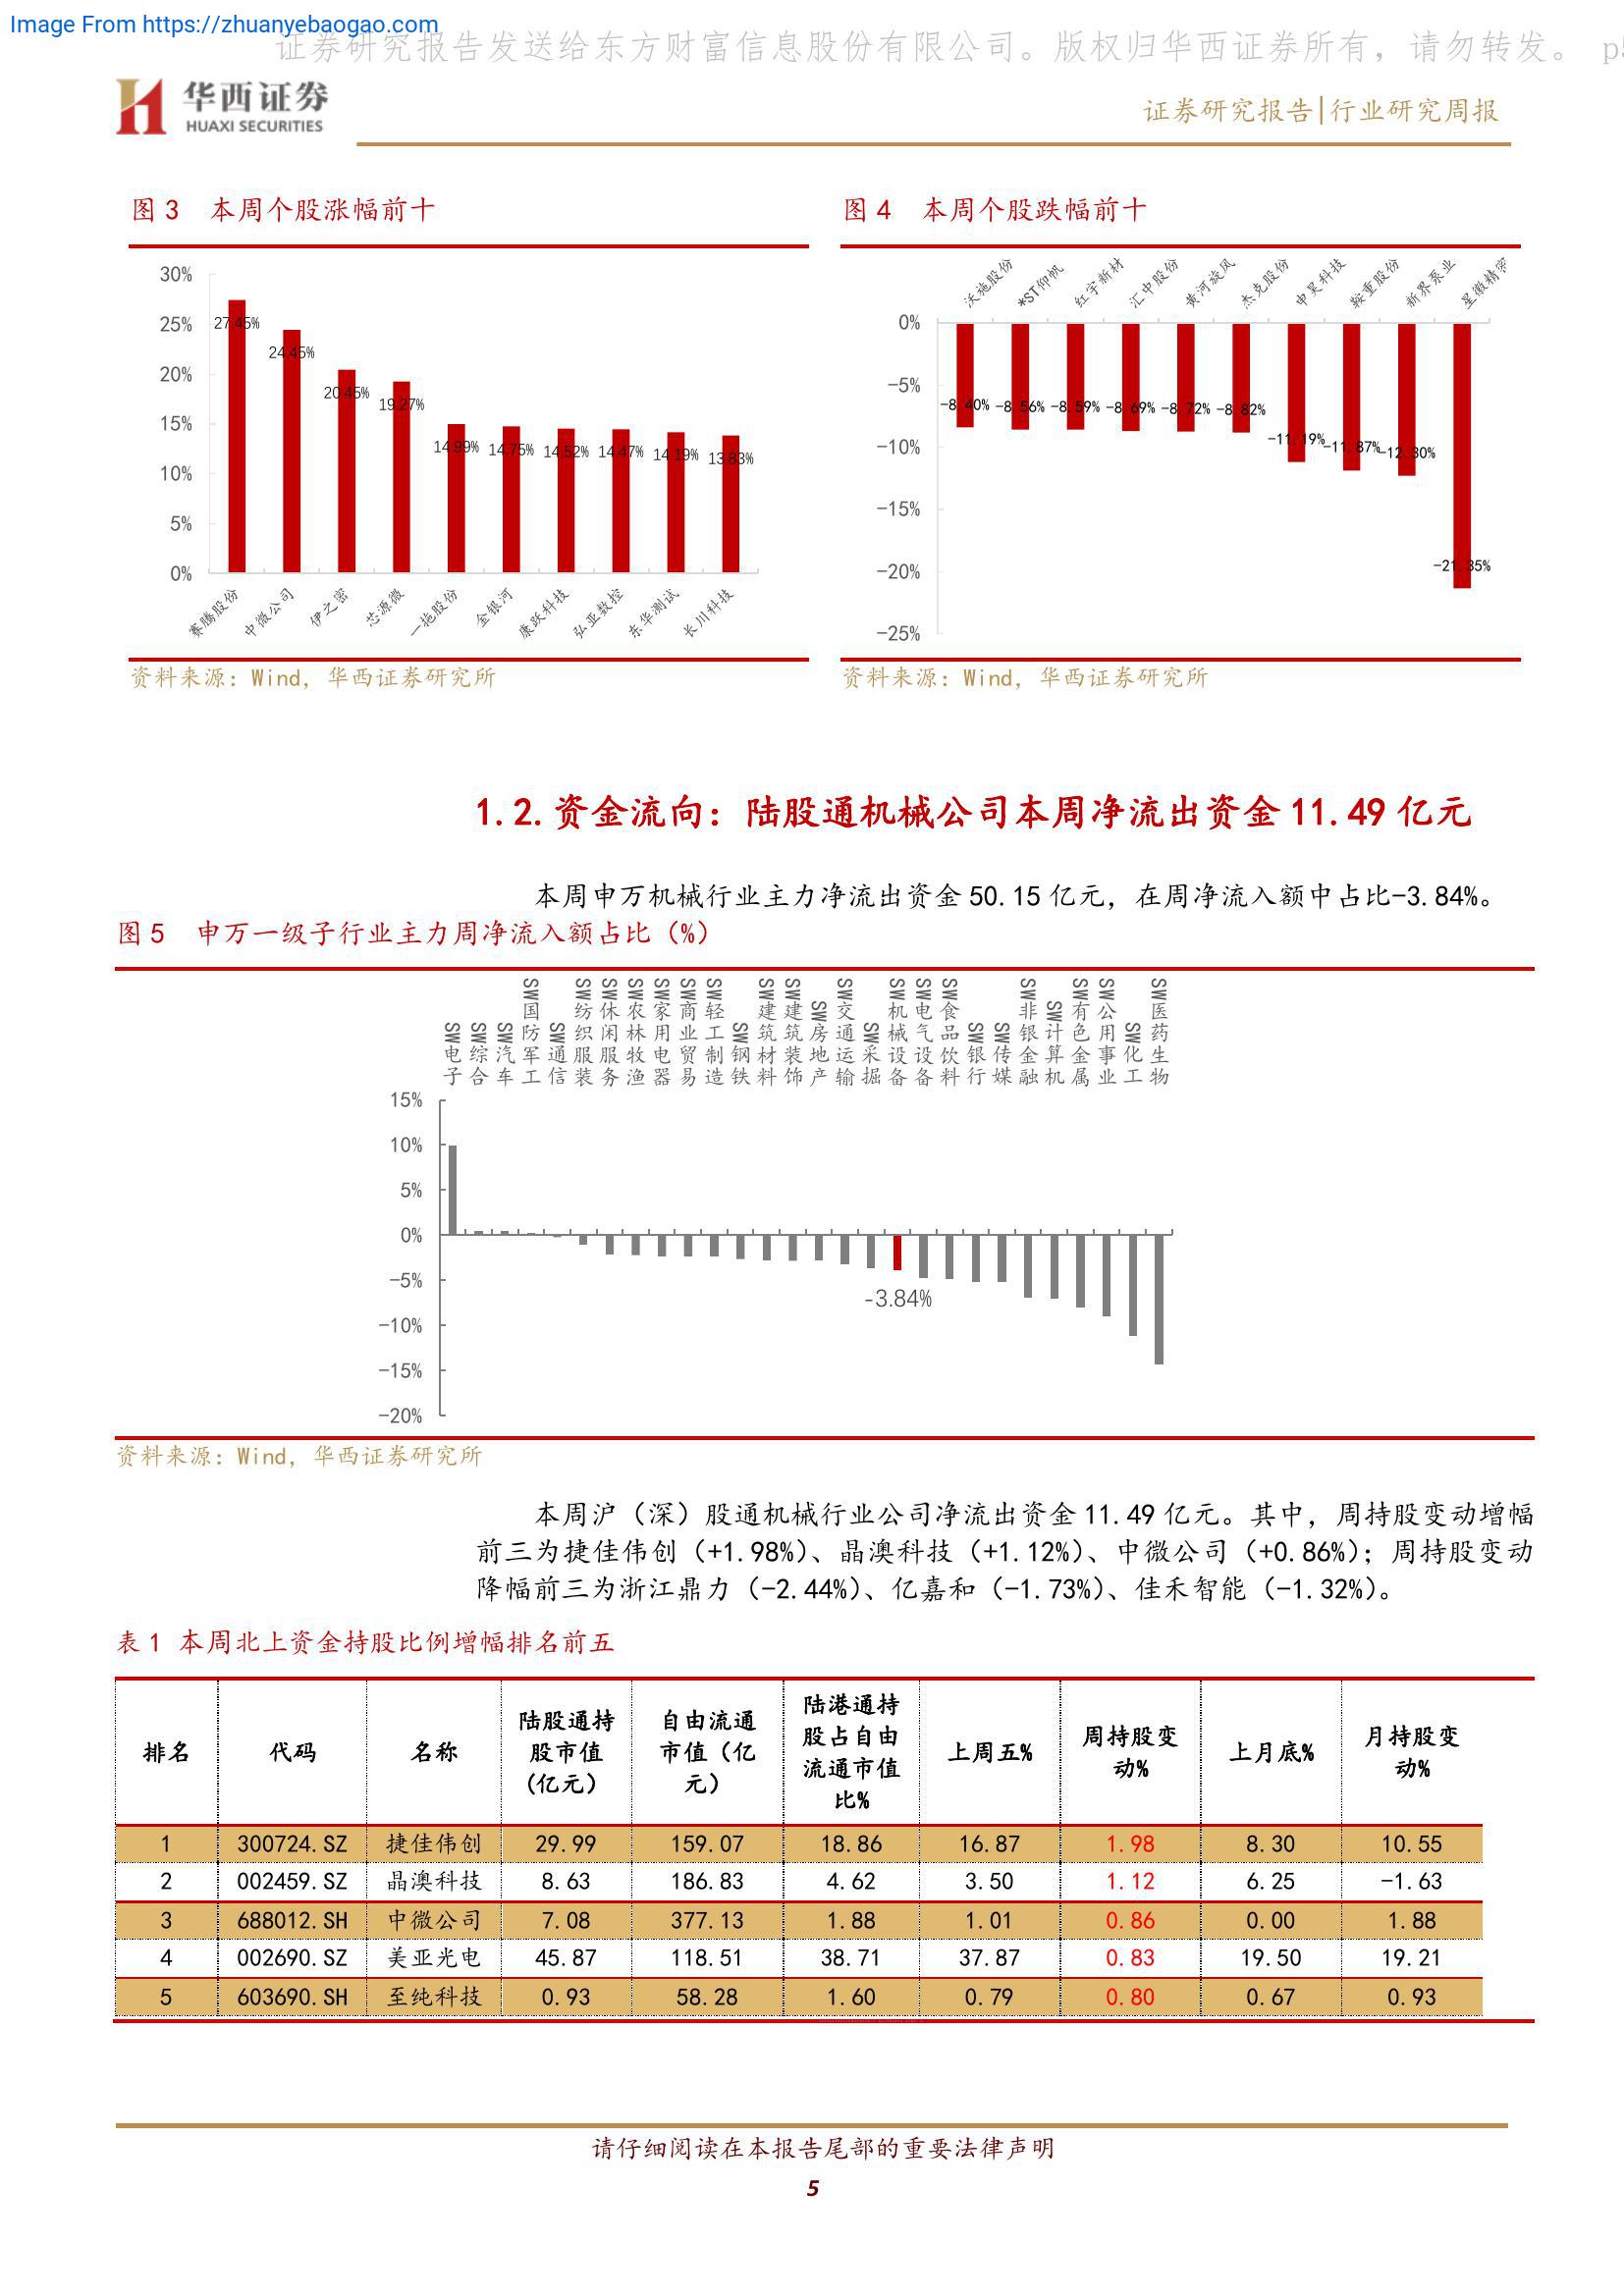 Image From https://zhuanyebaogao.com
证券研究报告发送给东方财富信息股份有限公司。版权归华西证券所有，请勿转发。 p
华西证券
HUAXI SECURITIES
证券研究报告|行业研究周报
图 3 本周个股涨幅前十
30%
25%
20%
15%
10%
5%
0%
27.45%
24.45%
20.45%
19.27%
14.99%
14.75%
14.52%
14.47%
14.19%
13.83%
赛腾股份
中微公司
伊之密
芯源微
一拖股份
金银河
康跃科技
弘亚数控
东华测试
长川科技
资料来源：Wind，华西证券研究所
图 4 本周个股跌幅前十
沃施股份
*ST仰帆
红宇新材
汇中股份
黄河旋风
杰克股份
申昊科技
鞍重股份
新界泵业
星徽精密
0%
-5%
-10%
-15%
-20%
-25%
-8.40%
-8.56%
-8.59%
-8.69%
-8.72%
-8.82%
-11.19%
-11.87%
-12.30%
-21.35%
资料来源：Wind，华西证券研究所
1.2.资金流向：陆股通机械公司本周净流出资金 11.49 亿元
本周申万机械行业主力净流出资金 50.15 亿元，在周净流入额中占比-3.84%。
图 5 申万一级子行业主力周净流入额占比（%）
SW电子
SW综合
SW汽车
SW国防军工
SW通信
SW纺织服装
SW休闲服务
SW农林牧渔
SW家用电器
SW商业贸易
SW轻工制造
SW钢铁
SW建筑材料
SW建筑装饰
SW房地产
SW交通运输
SW采掘
SW机械设备
SW电气设备
SW食品饮料
SW银行
SW传媒
SW非银金融
SW计算机
SW有色金属
SW公用事业
SW化工
SW医药生物
15%
10%
5%
0%
-5%
-10%
-15%
-20%
-3.84%
资料来源：Wind，华西证券研究所
本周沪（深）股通机械行业公司净流出资金 11.49 亿元。其中，周持股变动增幅
前三为捷佳伟创（+1.98%）、晶澳科技（+1.12%）、中微公司（+0.86%）；周持股变动
降幅前三为浙江鼎力（-2.44%）、亿嘉和（-1.73%）、佳禾智能（-1.32%）。
表 1 本周北上资金持股比例增幅排名前五
排名 代码 名称 陆股通持股市值（亿元） 自由流通市值（亿元） 陆港通持股占自由流通市值比% 上周五% 周持股变动% 上月底% 月持股变动%
1 300724.SZ 捷佳伟创 29.99 159.07 18.86 16.87 1.98 8.30 10.55
2 002459.SZ 晶澳科技 8.63 186.83 4.62 3.50 1.12 6.25 -1.63
3 688012.SH 中微公司 7.08 377.13 1.88 1.01 0.86 0.00 1.88
4 002690.SZ 美亚光电 45.87 118.51 38.71 37.87 0.83 19.50 19.21
5 603690.SH 至纯科技 0.93 58.28 1.60 0.79 0.80 0.67 0.93
请仔细阅读在本报告尾部的重要法律声明
5